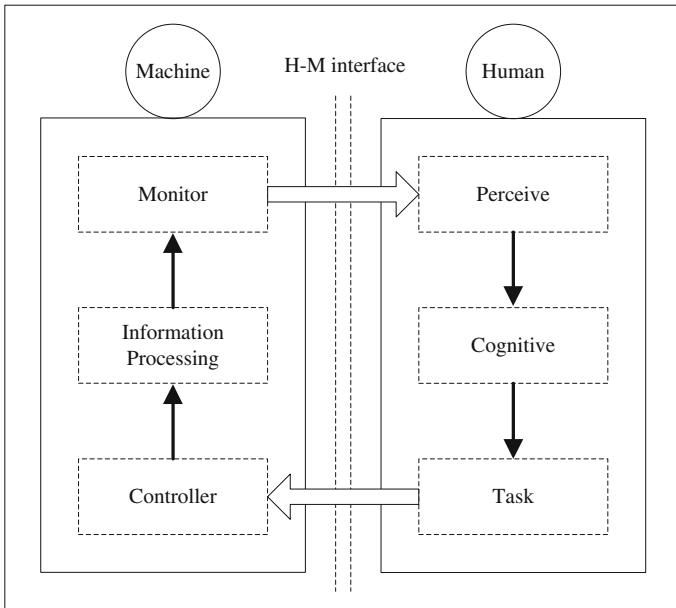 Machine
H-M interface
Human
Monitor
Perceive
Information
Processing
Cognitive
Controller
Task